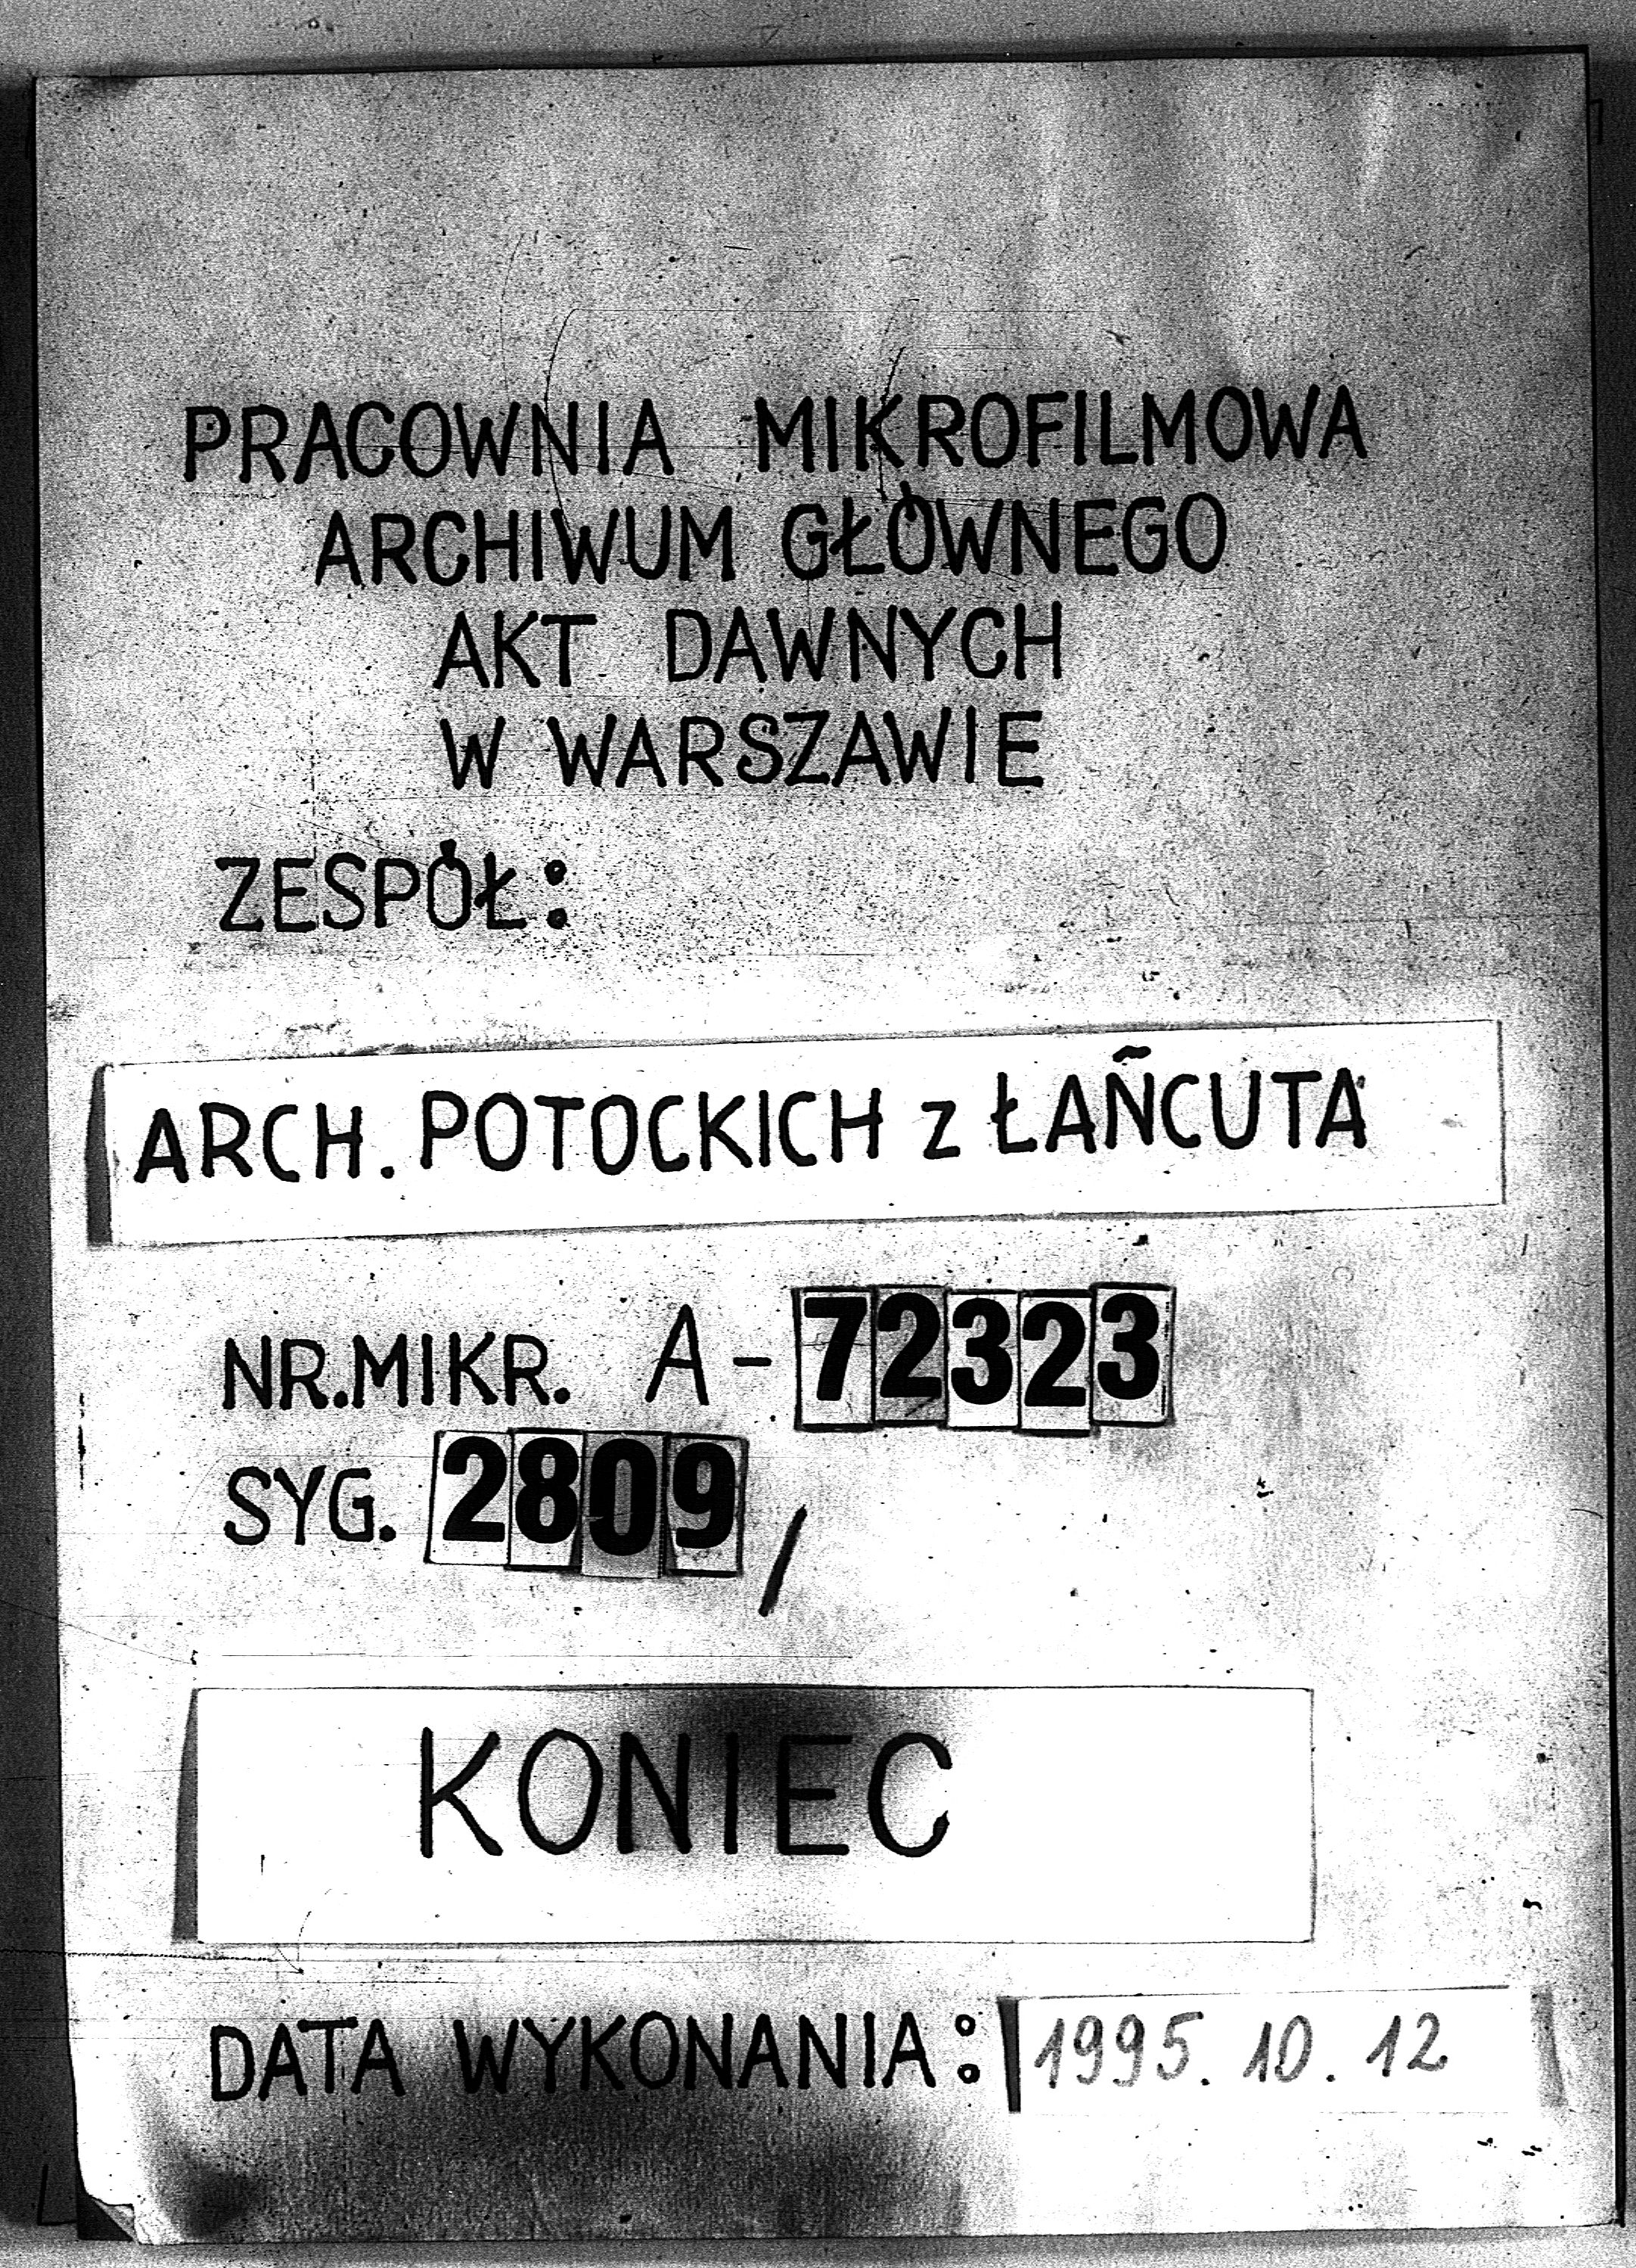 PRACOWNIA MIKROFILMOWA
ARCHIWUM GŁÓWNEGO
AKT DAWNYCH
W WARSZAWIE
ZESPÓŁ:
ARCH. POTOCKICH z ŁAŃCUTA
NR.MIKR. A-72323
SYG. 2809/
KONIEC
DATA WYKONANIA: 1995.10.12